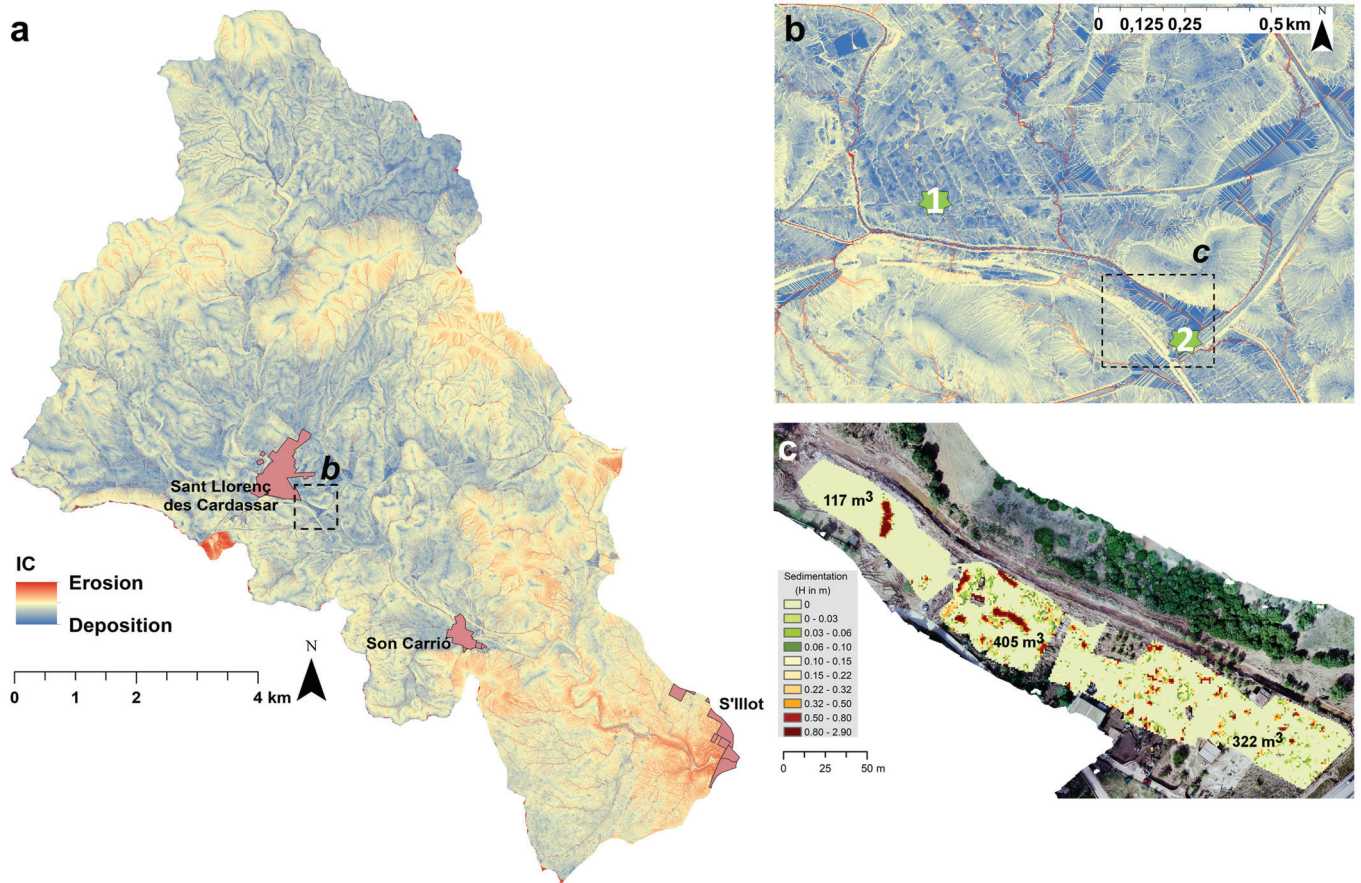 a
b
Sant Llorenç
des Cardassar
Son Carrió
S'Illot
IC
Erosion
Deposition
N
0 2 4 km
b
0 0,125 0,25 0,5 km
N
1
c
2
c
117 m³
405 m³
322 m³
Sedimentation
(H in m)
0
0 - 0.03
0.03 - 0.06
0.06 - 0.10
0.10 - 0.15
0.15 - 0.22
0.22 - 0.32
0.32 - 0.50
0.50 - 0.80
0.80 - 2.90
0 25 50 m